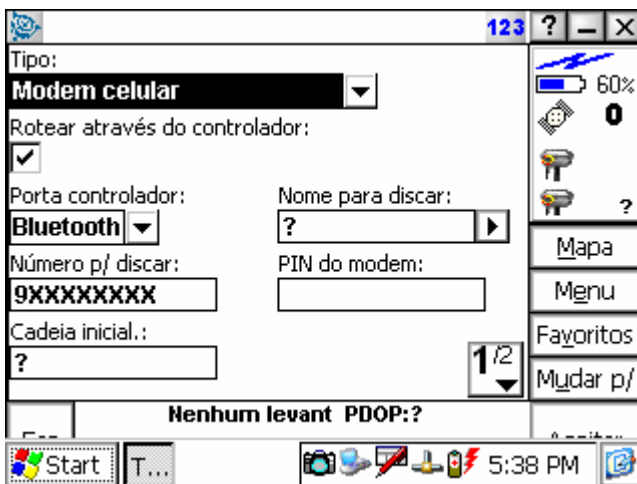 123 ?
Tipo:
Modem celular
60%
Rotear através do controlador:
0
Porta controlador: Nome para discar:
Bluetooth ? ?
Mapa
Número p/ discar: PIN do modem:
9XXXXXXXX
Menu
Cadeia inicial.:
Favoritos
? 1/2
Mudar p/
Nenhum levant PDOP:?
Start T... 5:38 PM